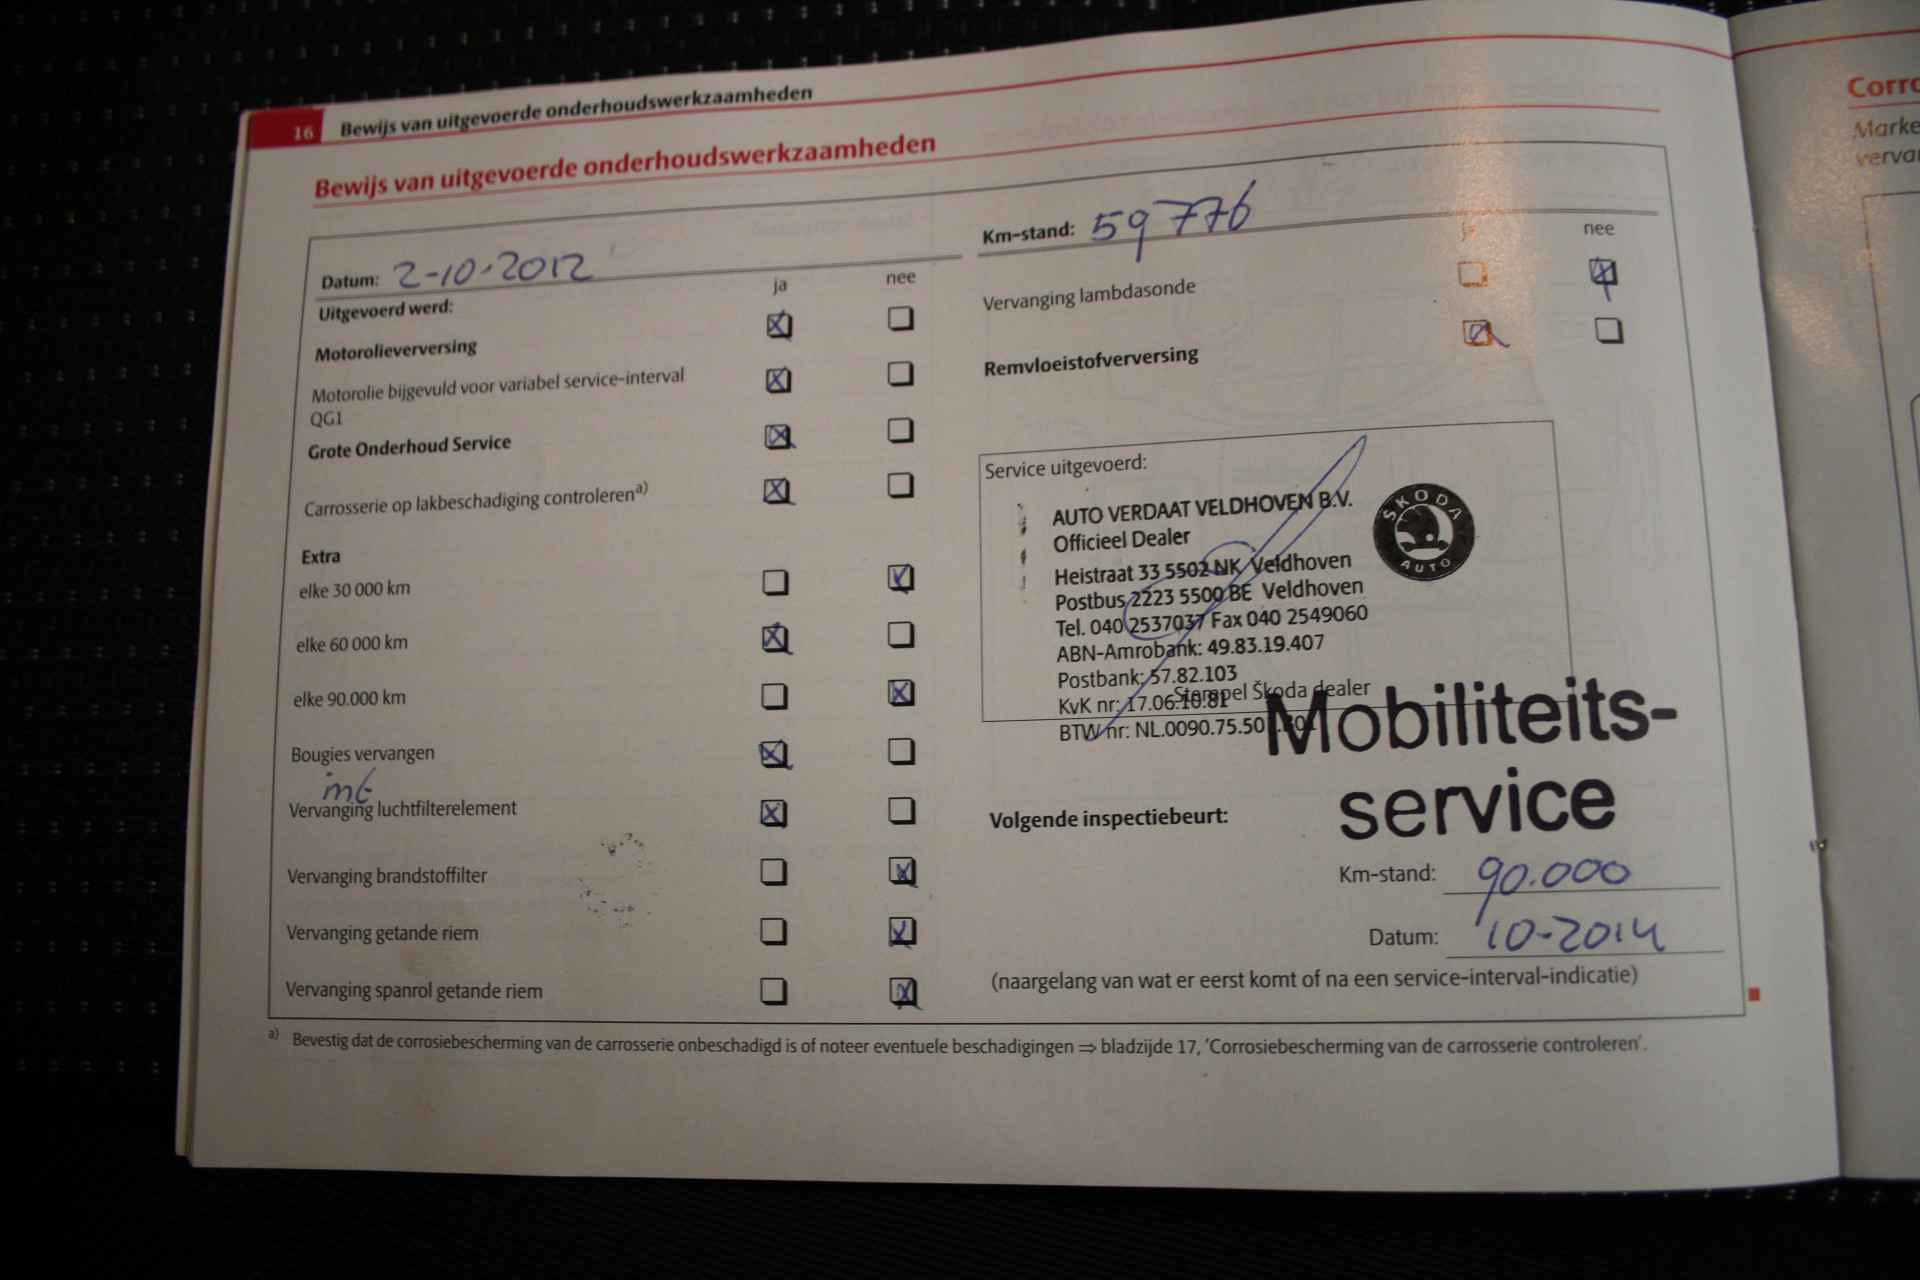 16 Bewijs van uitgevoerde onderhoudswerkzaamheden
Bewijs van uitgevoerde onderhoudswerkzaamheden
Datum: 2-10-2012
ja nee
Uitgevoerd werd:
Motorolieverversing
Motorolie bijgevuld voor variabel service-interval
QG1
Grote Onderhoud Service
Carrosserie op lakbeschadiging controleren a)
Extra
elke 30 000 km
elke 60 000 km
elke 90.000 km
Bougies vervangen
Vervanging luchtfilterelement
Vervanging brandstoffilter
Vervanging getande riem
Vervanging spanrol getande riem
Km-stand: 59776
ja nee
Vervanging lambdasonde
Remvloeistofverversing
Service uitgevoerd:
AUTO VERDAAT VELDHOVEN B.V.
Officieel Dealer
Heistraat 33 5502 NK Veldhoven
Postbus 2223 5500 BE Veldhoven
Tel. 040 2537037 Fax 040 2549060
ABN-Amrobank: 49.83.19.407
Postbank: 57.82.103
KvK nr: 17.06.10.81
Stempel Škoda dealer
BTW nr: NL.0090.75.50
ŠKODA
AUTO
Mobiliteits-
service
Volgende inspectiebeurt:
Km-stand: 90.000
Datum: 10-2014
(naargelang van wat er eerst komt of na een service-interval-indicatie)
a) Bevestig dat de corrosiebescherming van de carrosserie onbeschadigd is of noteer eventuele beschadigingen ⇒ bladzijde 17, 'Corrosiebescherming van de carrosserie controleren'.